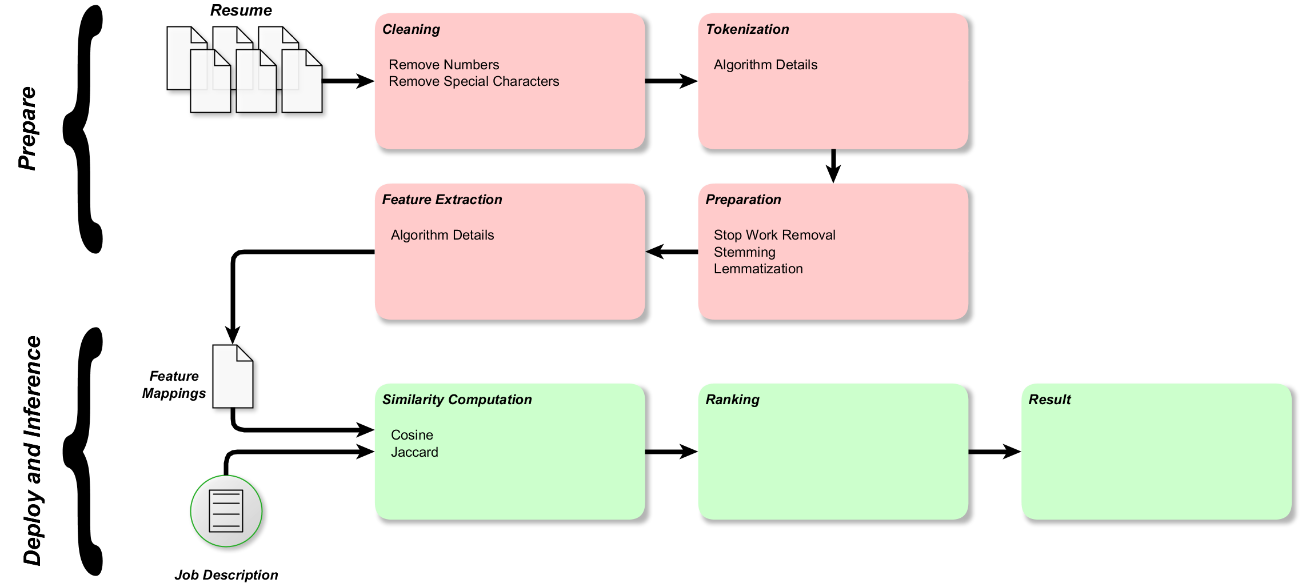 Prepare
Resume
Cleaning
Remove Numbers
Remove Special Characters
Tokenization
Algorithm Details
Feature Extraction
Algorithm Details
Preparation
Stop Work Removal
Stemming
Lemmatization
Deploy and Inference
Feature
Mappings
Job Description
Similarity Computation
Cosine
Jaccard
Ranking
Result